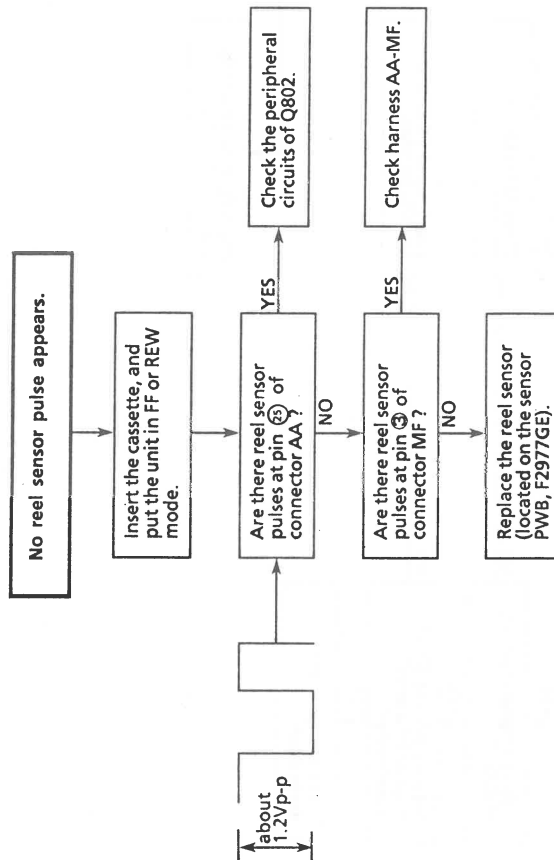 No reel sensor pulse appears.
Insert the cassette, and
put the unit in FF or REW
mode.
about
1.2Vp-p
Are there reel sensor
pulses at pin ㉕ of
connector AA ?
YES
Check the peripheral
circuits of Q802.
NO
Are there reel sensor
pulses at pin ③ of
connector MF ?
YES
Check harness AA-MF.
NO
Replace the reel sensor
(located on the sensor
PWB, F2977GE).